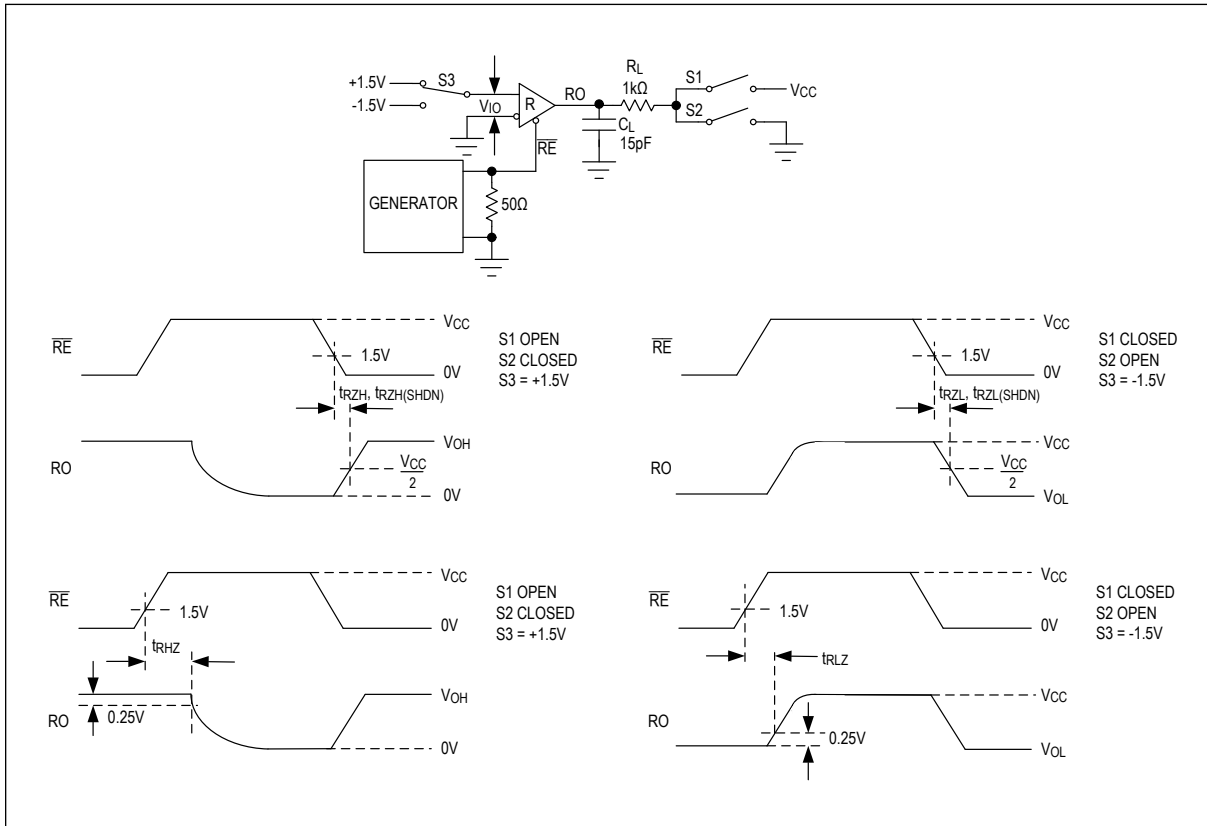 +1.5V
S3
-1.5V
VIO
R
RO
RE
RL
1kΩ
CL
15pF
S1
VCC
S2
GENERATOR
50Ω
RE
VCC
1.5V
0V
S1 OPEN
S2 CLOSED
S3 = +1.5V
tRZH, tRZH(SHDN)
RO
VOH
VCC
2
0V
RE
VCC
1.5V
0V
S1 CLOSED
S2 OPEN
S3 = -1.5V
tRZL, tRZL(SHDN)
RO
VCC
VCC
2
VOL
RE
VCC
1.5V
0V
S1 OPEN
S2 CLOSED
S3 = +1.5V
tRHZ
RO
0.25V
VOH
0V
RE
VCC
1.5V
0V
S1 CLOSED
S2 OPEN
S3 = -1.5V
tRLZ
RO
VCC
0.25V
VOL